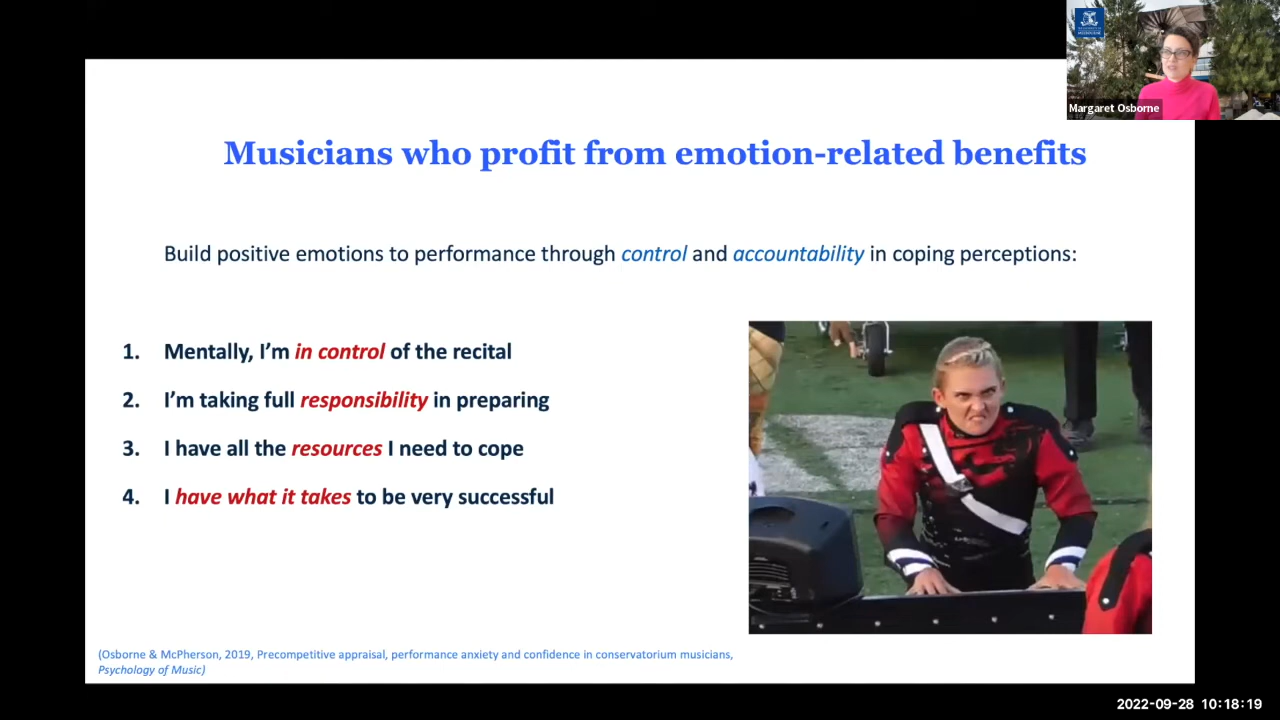 Margaret Osborne
Musicians who profit from emotion-related benefits
Build positive emotions to performance through control and accountability in coping perceptions:
1. Mentally, I’m in control of the recital
2. I’m taking full responsibility in preparing
3. I have all the resources I need to cope
4. I have what it takes to be very successful
(Osborne & McPherson, 2019, Precompetitive appraisal, performance anxiety and confidence in conservatorium musicians,
Psychology of Music)
2022-09-28 10:18:19